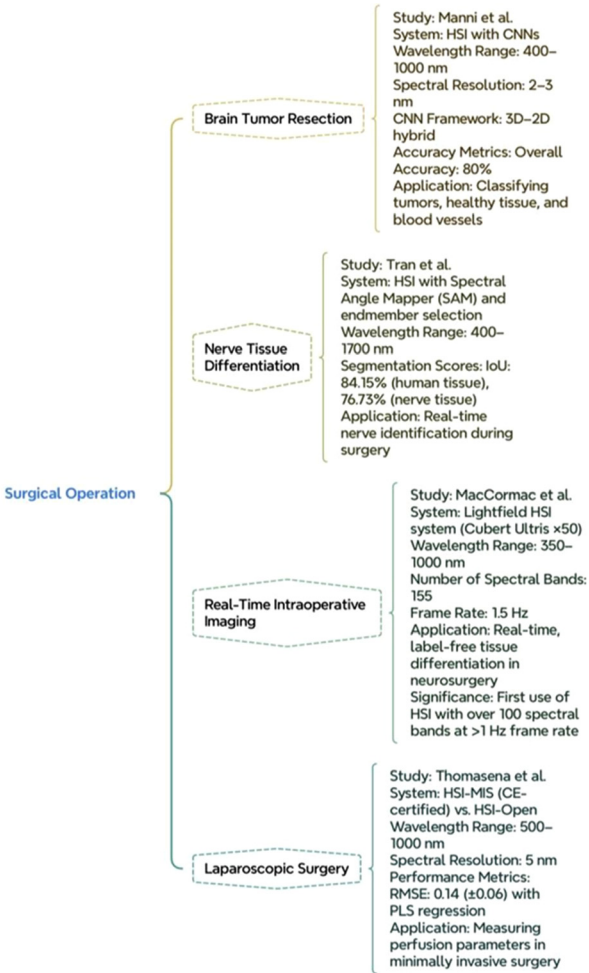 Surgical Operation
Brain Tumor Resection
Study: Manni et al.
System: HSI with CNNs
Wavelength Range: 400–
1000 nm
Spectral Resolution: 2–3
nm
CNN Framework: 3D–2D
hybrid
Accuracy Metrics: Overall
Accuracy: 80%
Application: Classifying
tumors, healthy tissue, and
blood vessels
Nerve Tissue
Differentiation
Study: Tran et al.
System: HSI with Spectral
Angle Mapper (SAM) and
endmember selection
Wavelength Range: 400–
1700 nm
Segmentation Scores: IoU:
84.15% (human tissue),
76.73% (nerve tissue)
Application: Real-time
nerve identification during
surgery
Real-Time Intraoperative
Imaging
Study: MacCormac et al.
System: Lightfield HSI
system (Cubert Ultris ×50)
Wavelength Range: 350–
1000 nm
Number of Spectral Bands:
155
Frame Rate: 1.5 Hz
Application: Real-time,
label-free tissue
differentiation in
neurosurgery
Significance: First use of
HSI with over 100 spectral
bands at >1 Hz frame rate
Laparoscopic Surgery
Study: Thomasena et al.
System: HSI-MIS (CE-
certified) vs. HSI-Open
Wavelength Range: 500–
1000 nm
Spectral Resolution: 5 nm
Performance Metrics:
RMSE: 0.14 (±0.06) with
PLS regression
Application: Measuring
perfusion parameters in
minimally invasive surgery